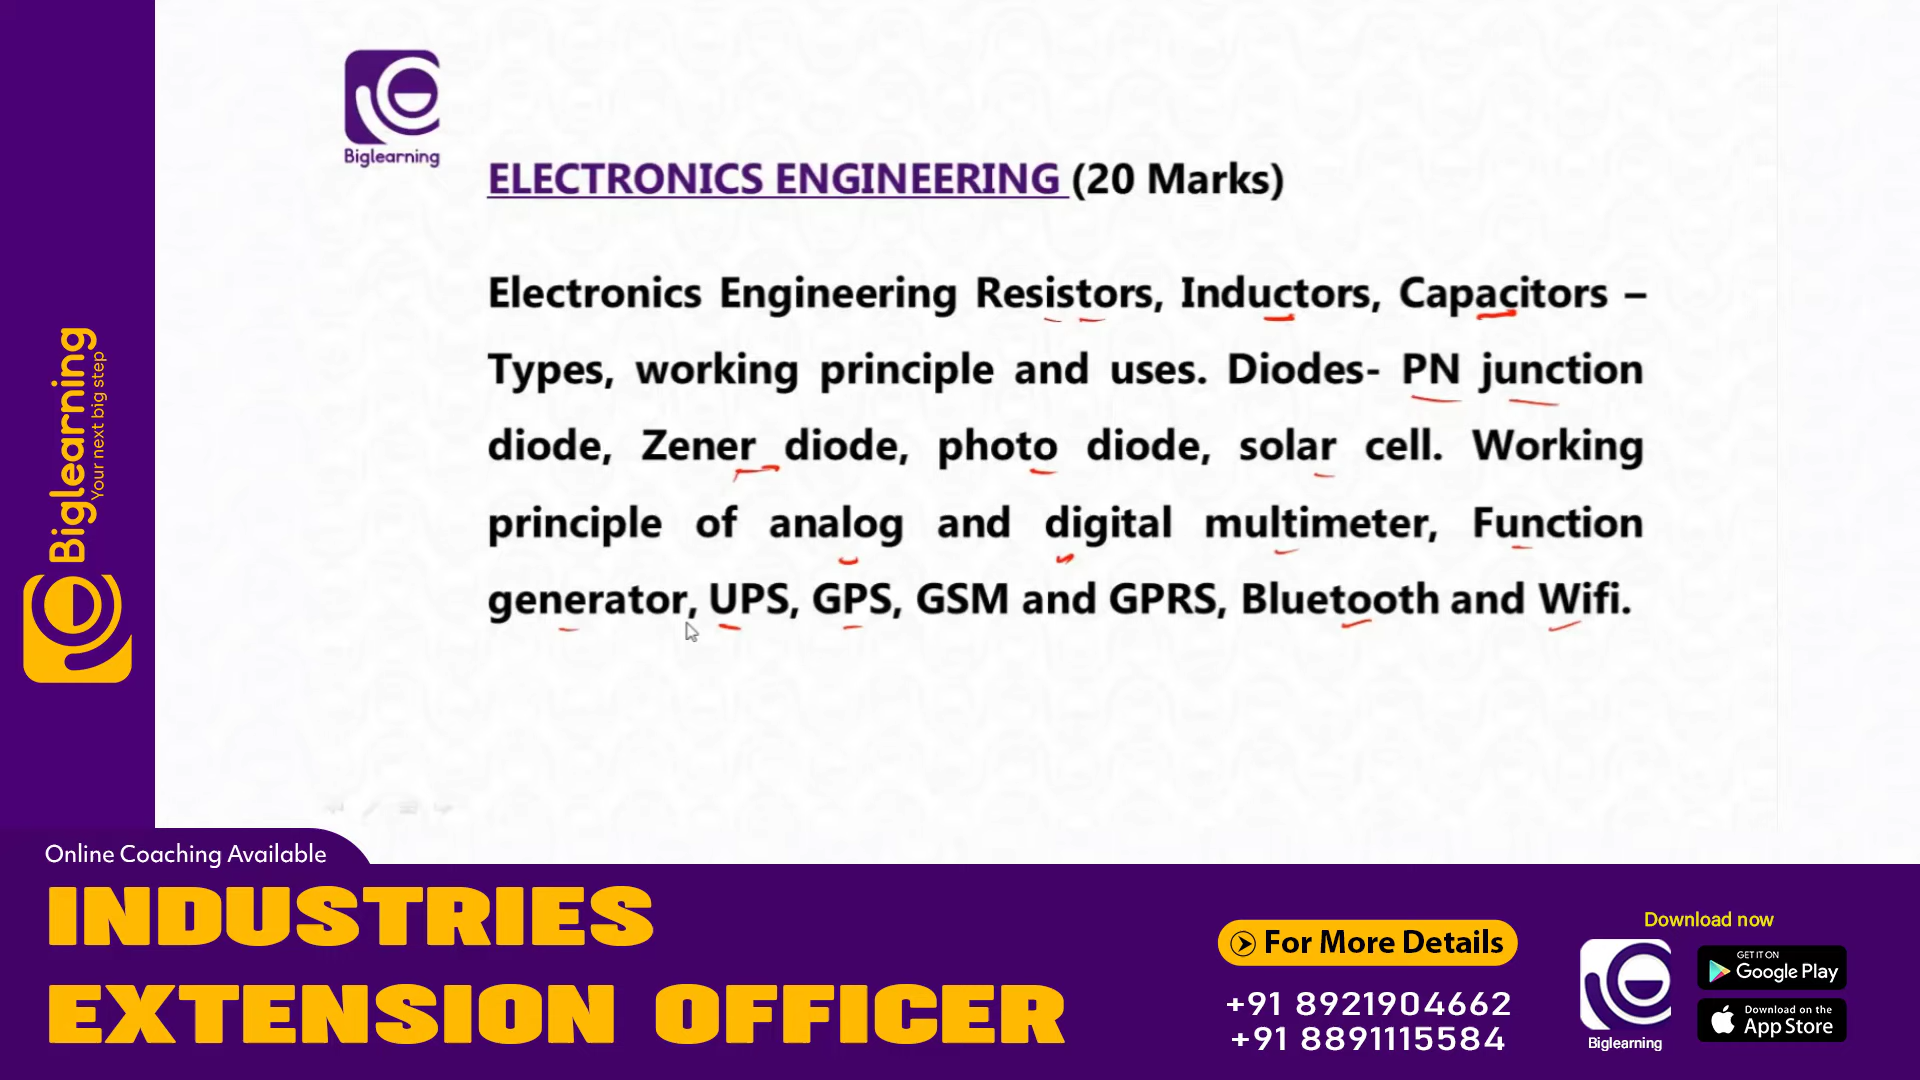 Biglearning
ELECTRONICS ENGINEERING (20 Marks)
Electronics Engineering Resistors, Inductors, Capacitors –
Types, working principle and uses. Diodes- PN junction
diode, Zener diode, photo diode, solar cell. Working
principle of analog and digital multimeter, Function
generator, UPS, GPS, GSM and GPRS, Bluetooth and Wifi.
Biglearning
Your next big step
Online Coaching Available
INDUSTRIES
EXTENSION OFFICER
For More Details
+91 8921904662
+91 8891115584
Download now
Biglearning
GET IT ON
Google Play
Download on the
App Store